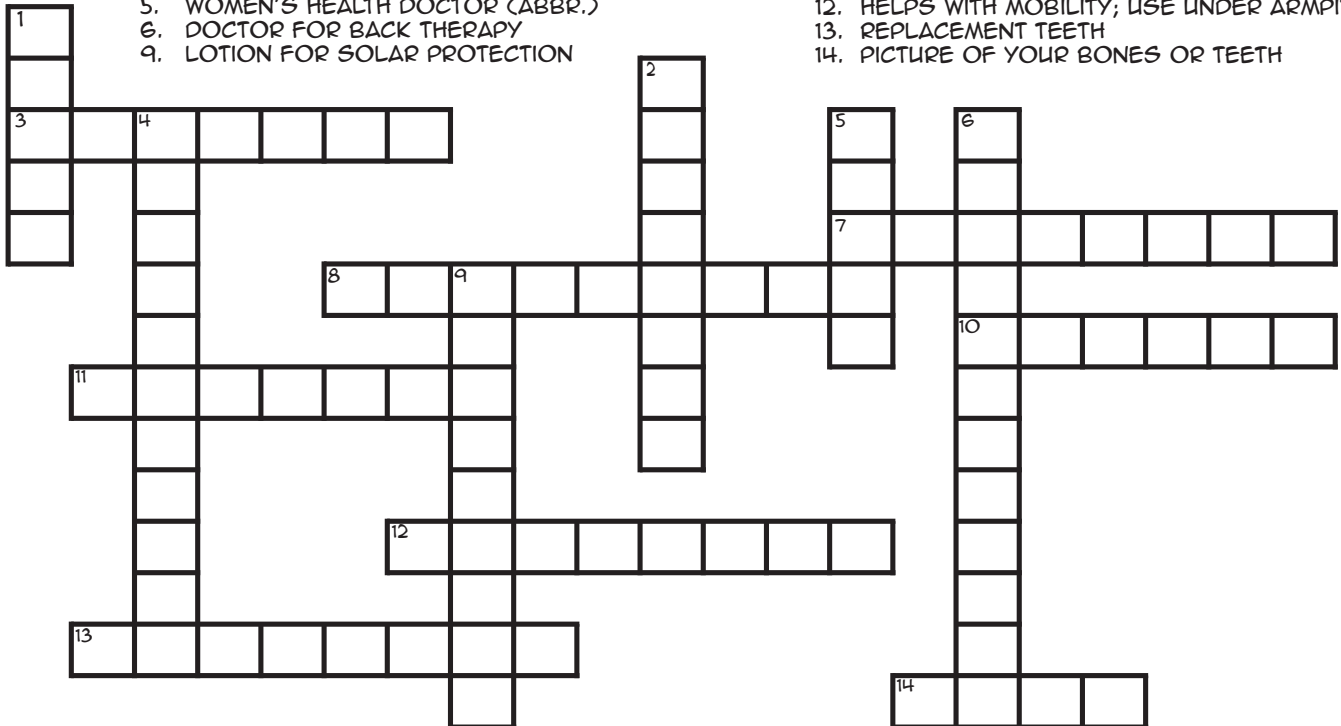 5. WOMEN'S HEALTH DOCTOR (ABBR.)
6. DOCTOR FOR BACK THERAPY
9. LOTION FOR SOLAR PROTECTION
12. HELPS WITH MOBILITY; USE UNDER
13. REPLACEMENT TEETH
14. PICTURE OF YOUR BONES OR TEETH
1
2
3 4 5 6
7
8 9
10
11
12
13
14